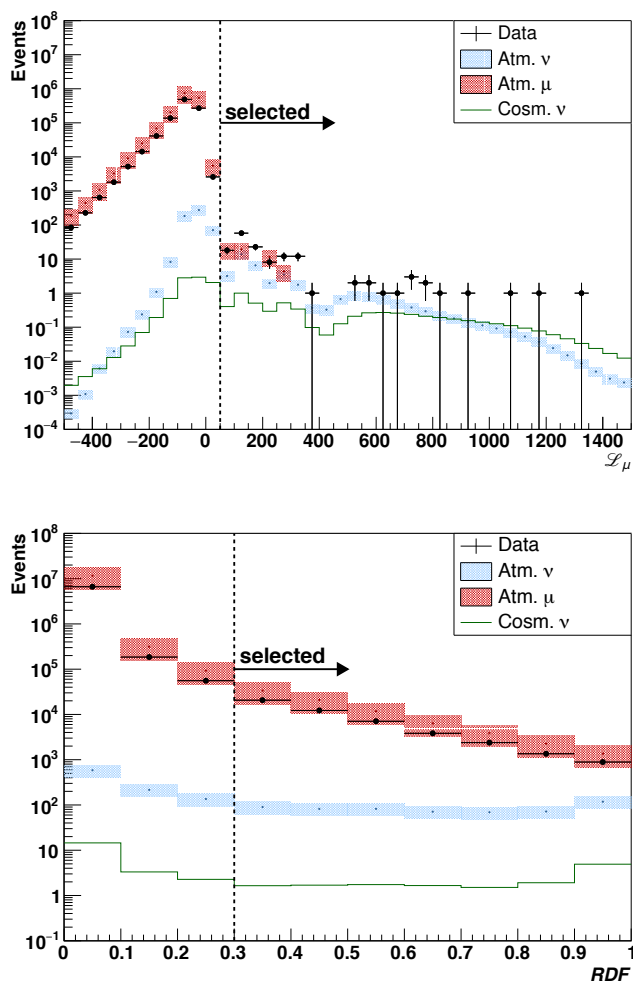 Events
10⁸
10⁷
10⁶
10⁵
10⁴
10³
10²
10
1
10⁻¹
10⁻²
10⁻³
10⁻⁴
Data
Atm. ν
Atm. μ
Cosm. ν
selected
−400 −200 0 200 400 600 800 1000 1200 1400
ℒμ
Events
10⁸
10⁷
10⁶
10⁵
10⁴
10³
10²
10
1
10⁻¹
Data
Atm. ν
Atm. μ
Cosm. ν
selected
0 0.1 0.2 0.3 0.4 0.5 0.6 0.7 0.8 0.9 1
RDF